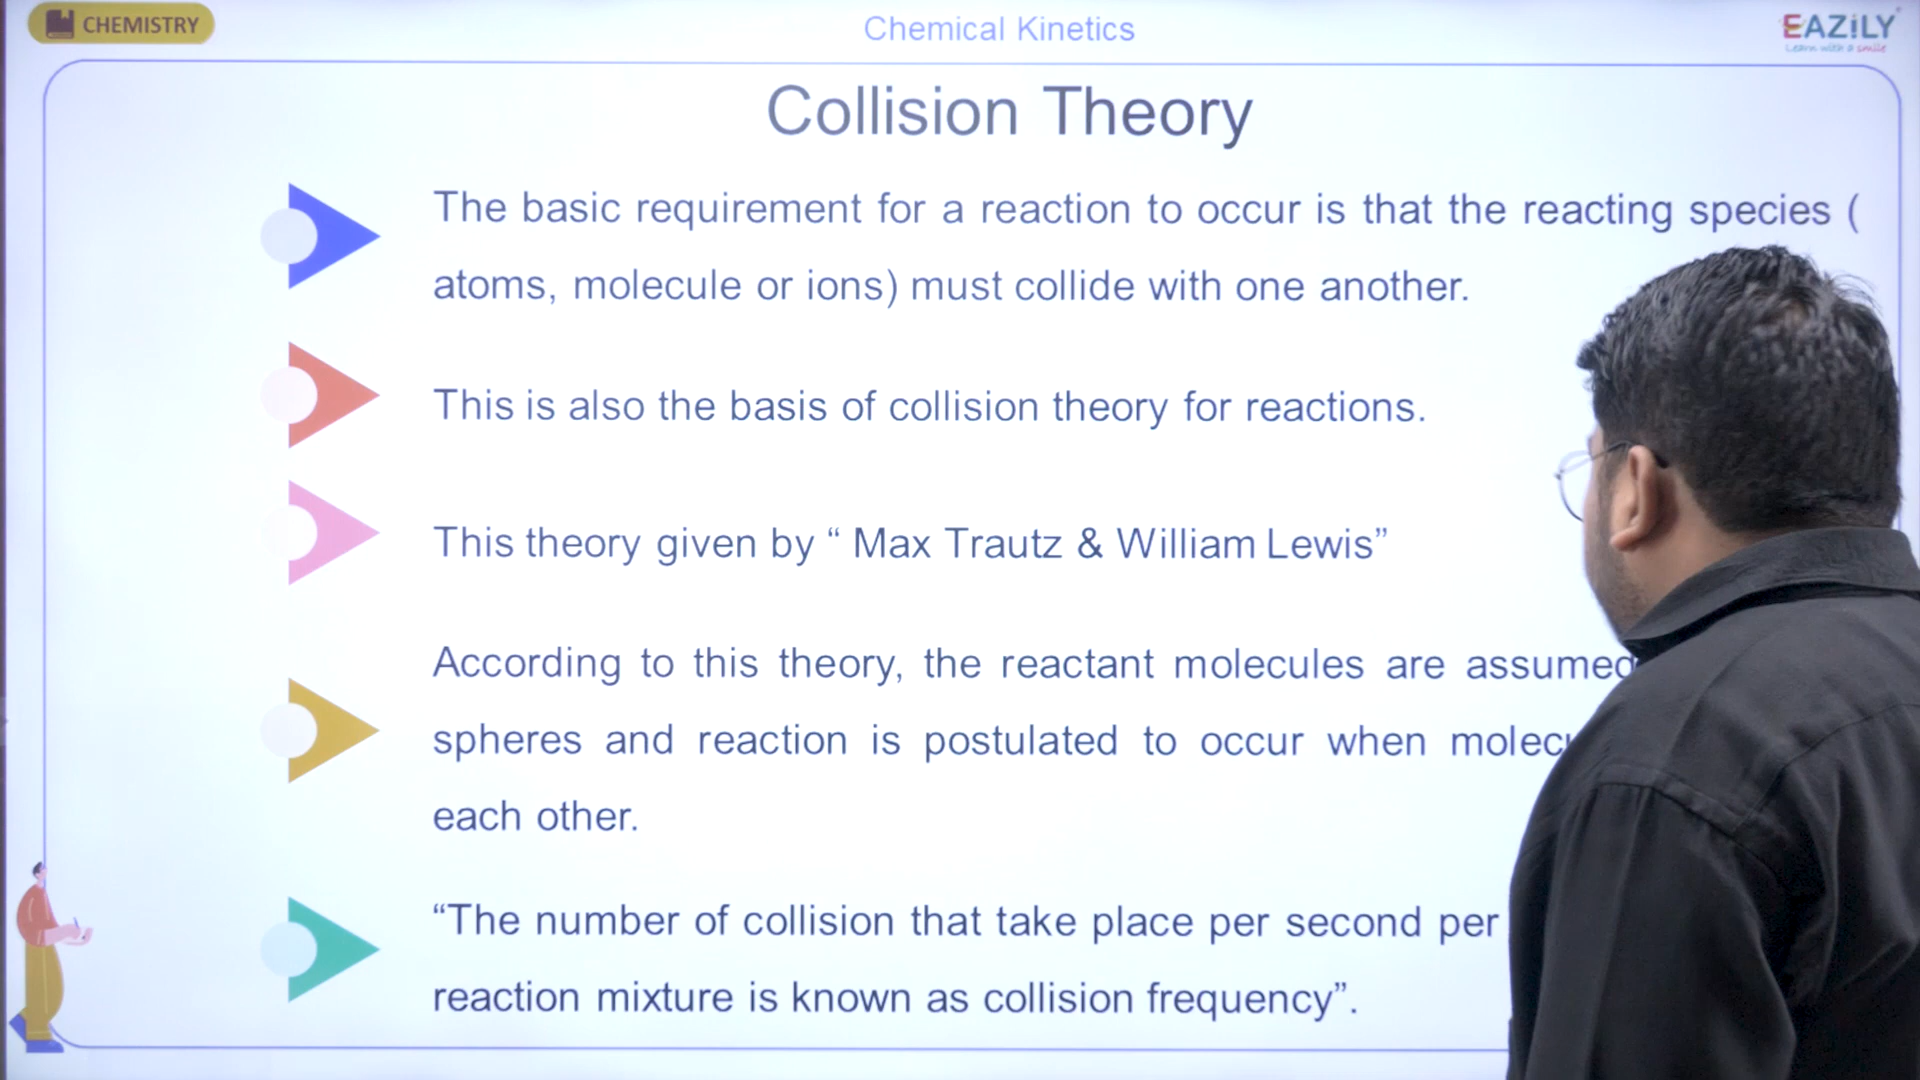 CHEMISTRY
Chemical Kinetics
EAZiLY
Learn with a smile
Collision Theory
The basic requirement for a reaction to occur is that the reacting species (
atoms, molecule or ions) must collide with one another.
This is also the basis of collision theory for reactions.
This theory given by “ Max Trautz & William Lewis”
According to this theory, the reactant molecules are assumed
spheres and reaction is postulated to occur when
each other.
“The number of collision that take place per second per
reaction mixture is known as collision frequency”.